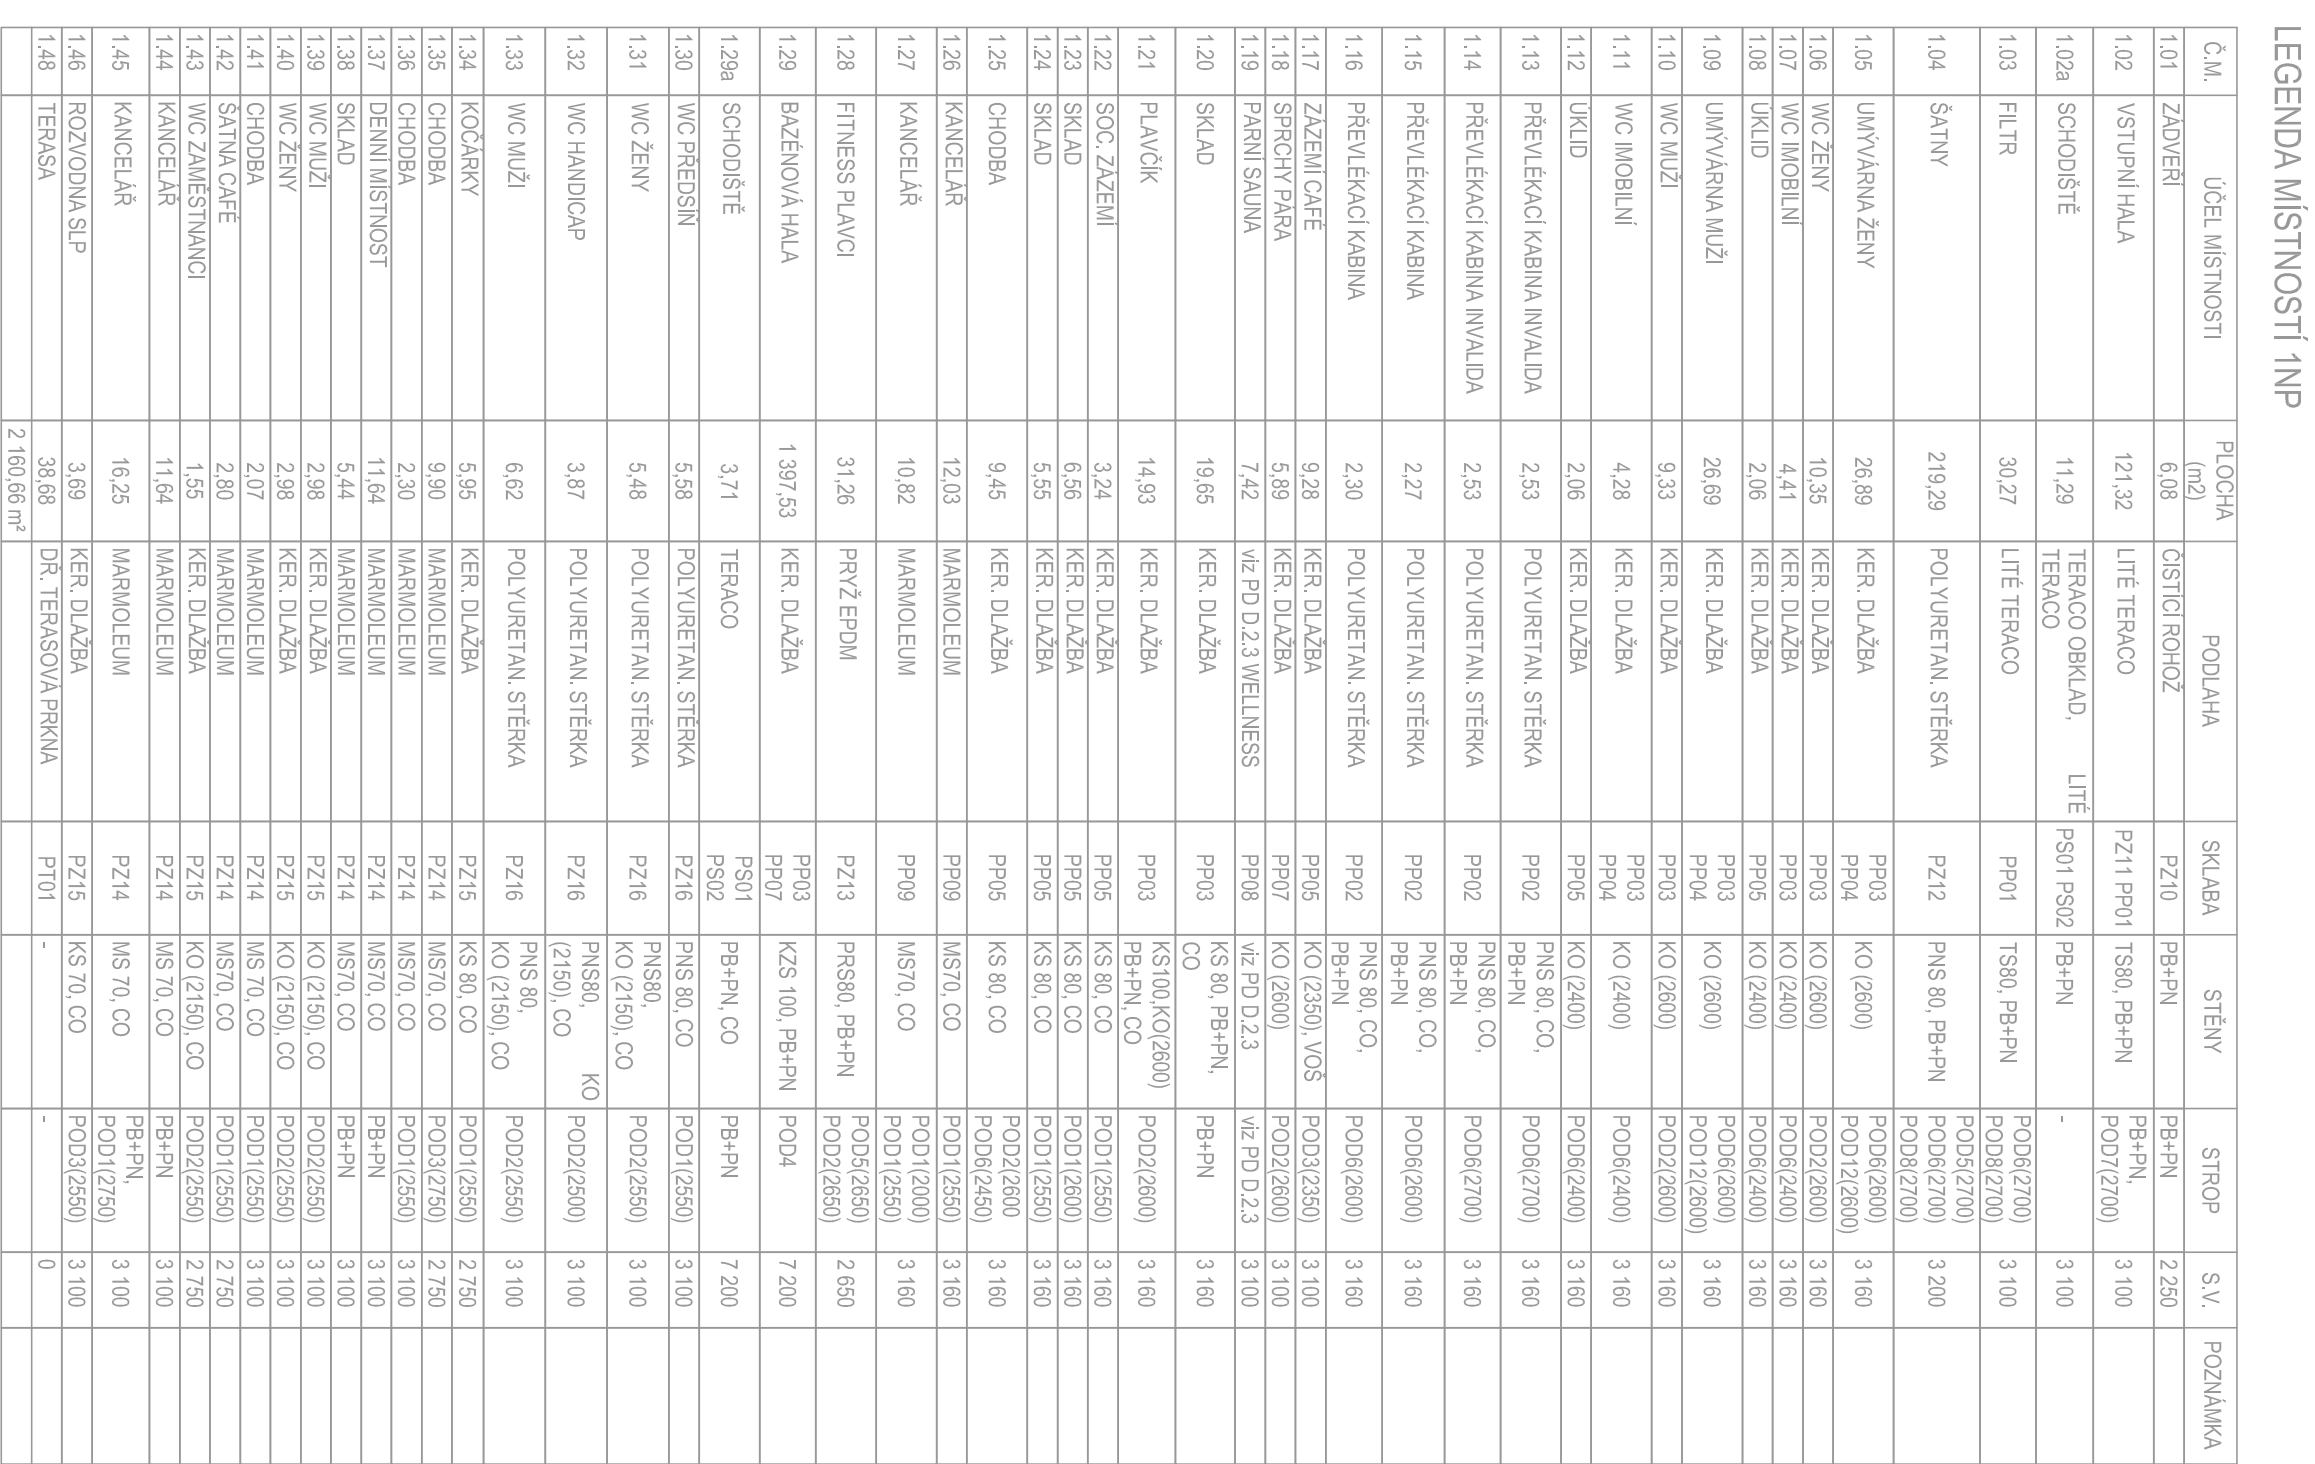 LEGENDA MÍSTNOSTÍ 1NP
Č.M. ÚČEL MÍSTNOSTI PLOCHA (m2) PODLAHA SKLABA STĚNY STROP S.V. POZNÁMKA
1.01 ZÁDVEŘÍ 6,08 ČISTÍCÍ ROHOŽ PZ10 PB+PN PB+PN 2 250
1.02 VSTUPNÍ HALA 121,32 LITÉ TERACO PZ11 PP01 TS80, PB+PN PB+PN, POD7(2700) 3 100
1.02a SCHODIŠTĚ 11,29 TERACO OBKLAD, LITÉ TERACO PS01 PS02 PB+PN - 3 100
1.03 FILTR 30,27 LITÉ TERACO PP01 TS80, PB+PN POD6(2700) POD8(2700) 3 100
1.04 ŠATNY 219,29 POLYURETAN. STĚRKA PZ12 PNS 80, PB+PN POD5(2700) POD6(2700) POD8(2700) 3 200
1.05 UMÝVÁRNA ŽENY 26,89 KER. DLAŽBA PP03 PP04 KO (2600) POD6(2600) POD12(2600) 3 160
1.06 WC ŽENY 10,35 KER. DLAŽBA PP03 KO (2600) POD2(2600) 3 160
1.07 WC IMOBILNÍ 4,41 KER. DLAŽBA PP03 KO (2400) POD6(2400) 3 160
1.08 ÚKLID 2,06 KER. DLAŽBA PP05 KO (2400) POD6(2400) 3 160
1.09 UMÝVÁRNA MUŽI 26,69 KER. DLAŽBA PP03 PP04 KO (2600) POD6(2600) POD12(2600) 3 160
1.10 WC MUŽI 9,33 KER. DLAŽBA PP03 KO (2600) POD2(2600) 3 160
1.11 WC IMOBILNÍ 4,28 KER. DLAŽBA PP03 PP04 KO (2400) POD6(2400) 3 160
1.12 ÚKLID 2,06 KER. DLAŽBA PP05 KO (2400) POD6(2400) 3 160
1.13 PŘEVLÉKACÍ KABINA INVALIDA 2,53 POLYURETAN. STĚRKA PP02 PNS 80, CO, PB+PN POD6(2700) 3 160
1.14 PŘEVLÉKACÍ KABINA INVALIDA 2,53 POLYURETAN. STĚRKA PP02 PNS 80, CO, PB+PN POD6(2700) 3 160
1.15 PŘEVLÉKACÍ KABINA 2,27 POLYURETAN. STĚRKA PP02 PNS 80, CO, PB+PN POD6(2600) 3 160
1.16 PŘEVLÉKACÍ KABINA 2,30 POLYURETAN. STĚRKA PP02 PNS 80, CO, PB+PN POD6(2600) 3 160
1.17 ZÁZEMÍ CAFÉ 9,28 KER. DLAŽBA PP05 KO (2350), VOŠ POD3(2350) 3 100
1.18 SPRCHY PÁRA 5,89 KER. DLAŽBA PP07 KO (2600) POD2(2600) 3 100
1.19 PARNÍ SAUNA 7,42 viz PD D.2.3 WELLNESS PP08 viz PD D.2.3 viz PD D.2.3 3 100
1.20 SKLAD 19,65 KER. DLAŽBA PP03 KS 80, PB+PN, CO PB+PN 3 160
1.21 PLAVČÍK 14,93 KER. DLAŽBA PP03 KS100,KO(2600) PB+PN, CO POD2(2600) 3 160
1.22 SOC. ZÁZEMÍ 3,24 KER. DLAŽBA PP05 KS 80, CO POD1(2550) 3 160
1.23 SKLAD 6,56 KER. DLAŽBA PP05 KS 80, CO POD1(2600) 3 160
1.24 SKLAD 5,55 KER. DLAŽBA PP05 KS 80, CO POD1(2550) 3 160
1.25 CHODBA 9,45 KER. DLAŽBA PP05 KS 80, CO POD2(2600 POD6(2450) 3 160
1.26 KANCELÁŘ 12,03 MARMOLEUM PP09 MS70, CO POD1(2550) 3 160
1.27 KANCELÁŘ 10,82 MARMOLEUM PP09 MS70, CO POD1(2000) POD1(2550) 3 160
1.28 FITNESS PLAVCI 31,26 PRYŽ EPDM PZ13 PRS80, PB+PN POD5(2650) POD2(2650) 2 650
1.29 BAZÉNOVÁ HALA 1 397,53 KER. DLAŽBA PP03 PP07 KZS 100, PB+PN POD4 7 200
1.29a SCHODIŠTĚ 3,71 TERACO PS01 PS02 PB+PN, CO PB+PN 7 200
1.30 WC PŘEDSÍŇ 5,58 POLYURETAN. STĚRKA PZ16 PNS 80, CO POD1(2550) 3 100
1.31 WC ŽENY 5,48 POLYURETAN. STĚRKA PZ16 PNS80, KO (2150), CO POD2(2550) 3 100
1.32 WC HANDICAP 3,87 POLYURETAN. STĚRKA PZ16 PNS80, KO (2150), CO POD2(2500) 3 100
1.33 WC MUŽI 6,62 POLYURETAN. STĚRKA PZ16 PNS 80, KO (2150), CO POD2(2550) 3 100
1.34 KOČÁRKY 5,95 KER. DLAŽBA PZ15 KS 80, CO POD1(2550) 2 750
1.35 CHODBA 9,90 MARMOLEUM PZ14 MS70, CO POD3(2750) 2 750
1.36 CHODBA 2,30 MARMOLEUM PZ14 MS 70, CO POD1(2550) 3 100
1.37 DENNÍ MÍSTNOST 11,64 MARMOLEUM PZ14 MS70, CO PB+PN 3 100
1.38 SKLAD 5,44 MARMOLEUM PZ14 MS70, CO PB+PN 3 100
1.39 WC MUŽI 2,98 KER. DLAŽBA PZ15 KO (2150), CO POD2(2550) 3 100
1.40 WC ŽENY 2,98 KER. DLAŽBA PZ15 KO (2150), CO POD2(2550) 3 100
1.41 CHODBA 2,07 MARMOLEUM PZ14 MS 70, CO POD1(2550) 3 100
1.42 ŠATNA CAFÉ 2,80 MARMOLEUM PZ14 MS70, CO POD1(2550) 2 750
1.43 WC ZAMĚSTNANCI 1,55 KER. DLAŽBA PZ15 KO (2150), CO POD2(2550) 2 750
1.44 KANCELÁŘ 11,64 MARMOLEUM PZ14 MS 70, CO PB+PN 3 100
1.45 KANCELÁŘ 16,25 MARMOLEUM PZ14 MS 70, CO PB+PN, POD1(2750) 3 100
1.46 ROZVODNA SLP 3,69 KER. DLAŽBA PZ15 KS 70, CO POD3(2550) 3 100
1.48 TERASA 38,68 DŘ. TERASOVÁ PRKNA PT01 - - 0
2 160,66 m²